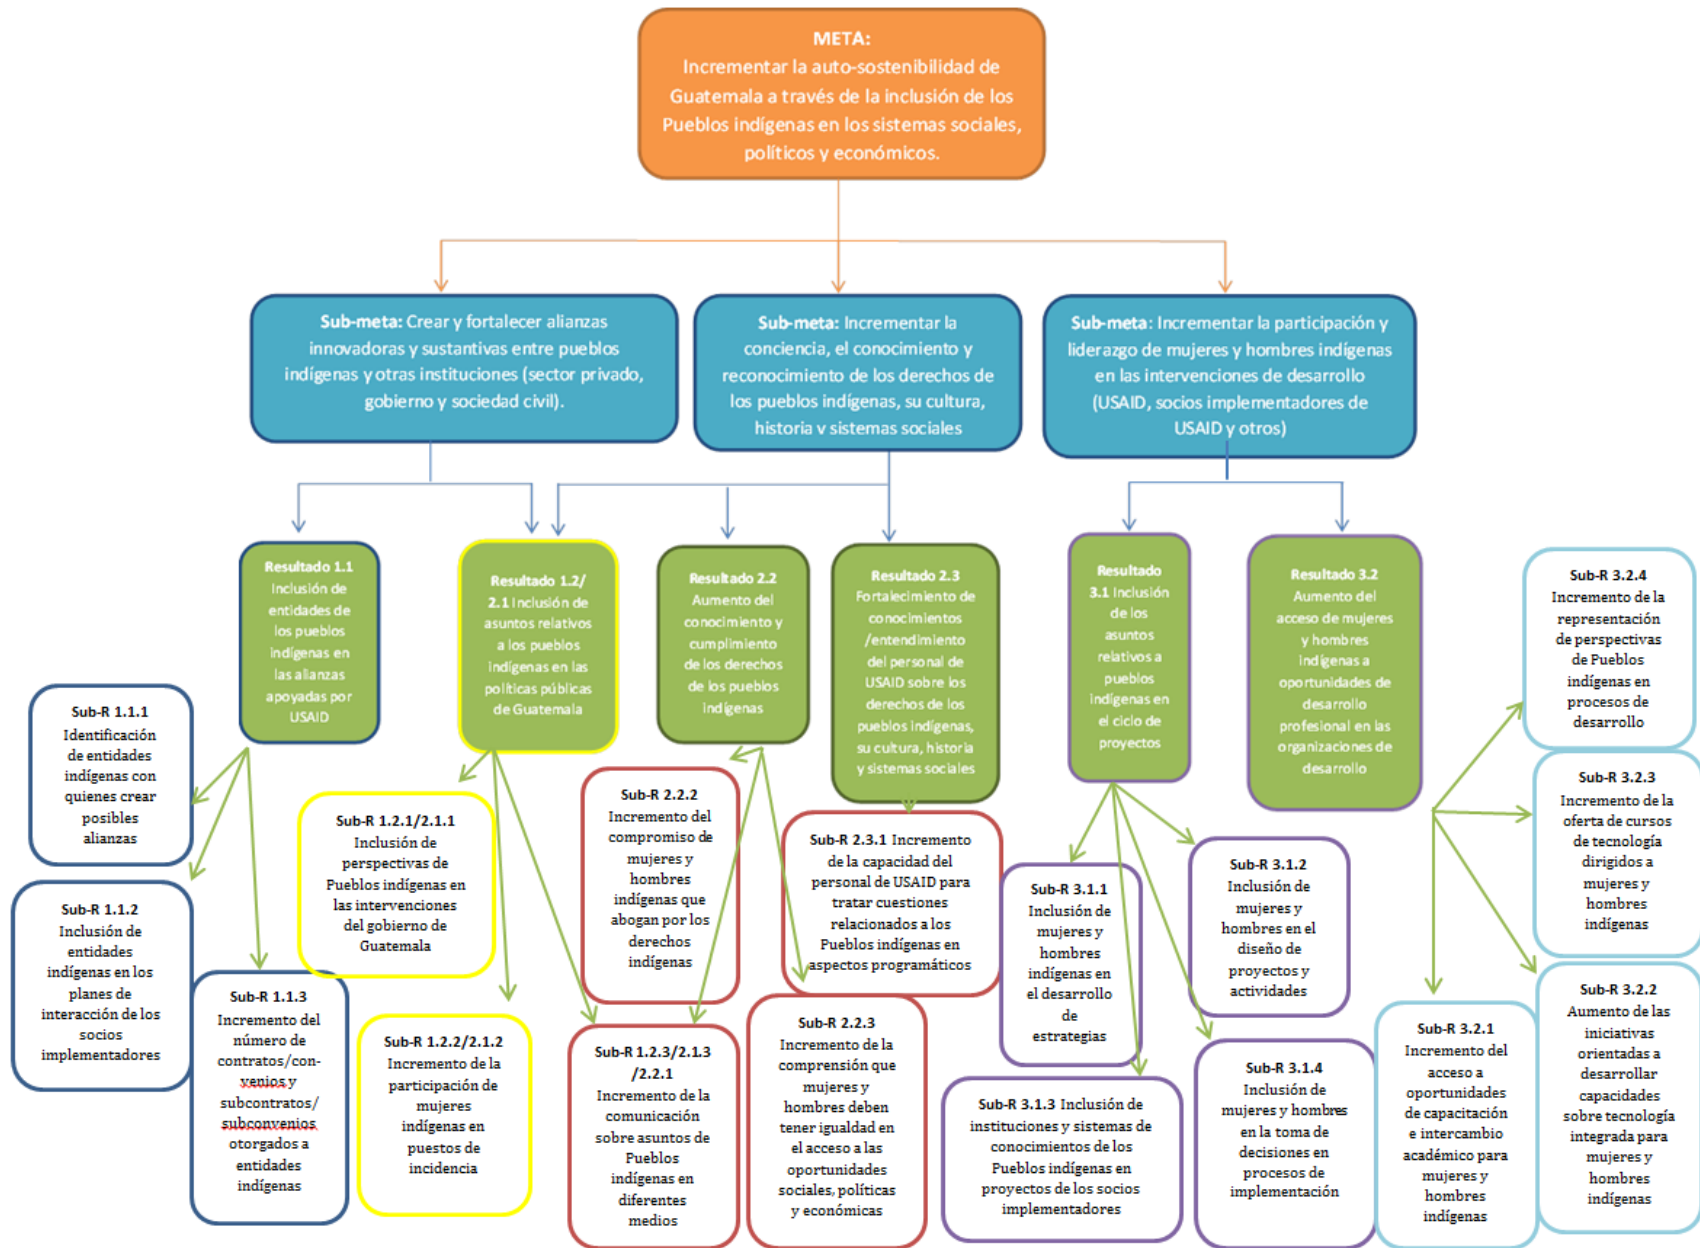 META:
Incrementar la auto-sostenibilidad de
Guatemala a través de la inclusión de los
Pueblos indígenas en los sistemas sociales,
políticos y económicos.
Sub-meta: Crear y fortalecer alianzas
innovadoras y sustantivas entre pueblos
indígenas y otras instituciones (sector privado,
gobierno y sociedad civil).
Sub-meta: Incrementar la
conciencia, el conocimiento y
reconocimiento de los derechos de
los pueblos indígenas, su cultura,
historia y sistemas sociales
Sub-meta: Incrementar la participación y
liderazgo de mujeres y hombres indígenas
en las intervenciones de desarrollo
(USAID, socios implementadores de
USAID y otros)
Resultado 1.1
Inclusión de
entidades de
los pueblos
indígenas en
las alianzas
apoyadas por
USAID
Resultado 1.2/
2.1 Inclusión de
asuntos relativos
a los pueblos
indígenas en las
políticas públicas
de Guatemala
Resultado 2.2
Aumento del
conocimiento y
cumplimiento
de los derechos
de los pueblos
indígenas
Resultado 2.3
Fortalecimiento de
conocimientos
/entendimiento
del personal de
USAID sobre los
derechos de los
pueblos indígenas,
su cultura, historia
y sistemas sociales
Resultado
3.1 Inclusión
de los
asuntos
relativos a
pueblos
indígenas en
el ciclo de
proyectos
Resultado 3.2
Aumento del
acceso de mujeres
y hombres
indígenas a
oportunidades de
desarrollo
profesional en las
organizaciones de
desarrollo
Sub-R 1.1.1
Identificación
de entidades
indígenas con
quienes crear
posibles
alianzas
Sub-R 1.1.2
Inclusión de
entidades
indígenas en los
planes de
interacción de los
socios
implementadores
Sub-R 1.1.3
Incremento del
número de
contratos/con-
venios y
subcontratos/
subconvenios
otorgados a
entidades
indígenas
Sub-R 1.2.1/2.1.1
Inclusión de
perspectivas de
Pueblos indígenas en
las intervenciones
del gobierno de
Guatemala
Sub-R 1.2.2/2.1.2
Incremento de la
participación de
mujeres
indígenas en
puestos de
incidencia
Sub-R 2.2.2
Incremento del
compromiso de
mujeres y
hombres
indígenas que
abogan por los
derechos
indígenas
Sub-R 1.2.3/2.1.3
/2.2.1
Incremento de la
comunicación
sobre asuntos de
Pueblos
indígenas en
diferentes
medios
Sub-R 2.3.1 Incremento
de la capacidad del
personal de USAID para
tratar cuestiones
relacionados a los
Pueblos indígenas en
aspectos programáticos
Sub-R 2.2.3
Incremento de la
comprensión que
mujeres y
hombres deben
tener igualdad en
el acceso a las
oportunidades
sociales, políticas
y económicas
Sub-R 3.1.1
Inclusión de
mujeres y
hombres
indígenas en
el desarrollo
de
estrategias
Sub-R 3.1.2
Inclusión de
mujeres y
hombres en el
diseño de
proyectos y
actividades
Sub-R 3.1.3 Inclusión de
instituciones y sistemas de
conocimientos de los
Pueblos indígenas en
proyectos de los socios
implementadores
Sub-R 3.1.4
Inclusión de
mujeres y hombres
en la toma de
decisiones en
procesos de
implementación
Sub-R 3.2.4
Incremento de la
representación
de perspectivas
de Pueblos
indígenas en
procesos de
desarrollo
Sub-R 3.2.3
Incremento de la
oferta de cursos
de tecnología
dirigidos a
mujeres y
hombres
indígenas
Sub-R 3.2.1
Incremento del
acceso a
oportunidades
de capacitación
e intercambio
académico para
mujeres y
hombres
indígenas
Sub-R 3.2.2
Aumento de las
iniciativas
orientadas a
desarrollar
capacidades
sobre tecnología
integrada para
mujeres y
hombres
indígenas